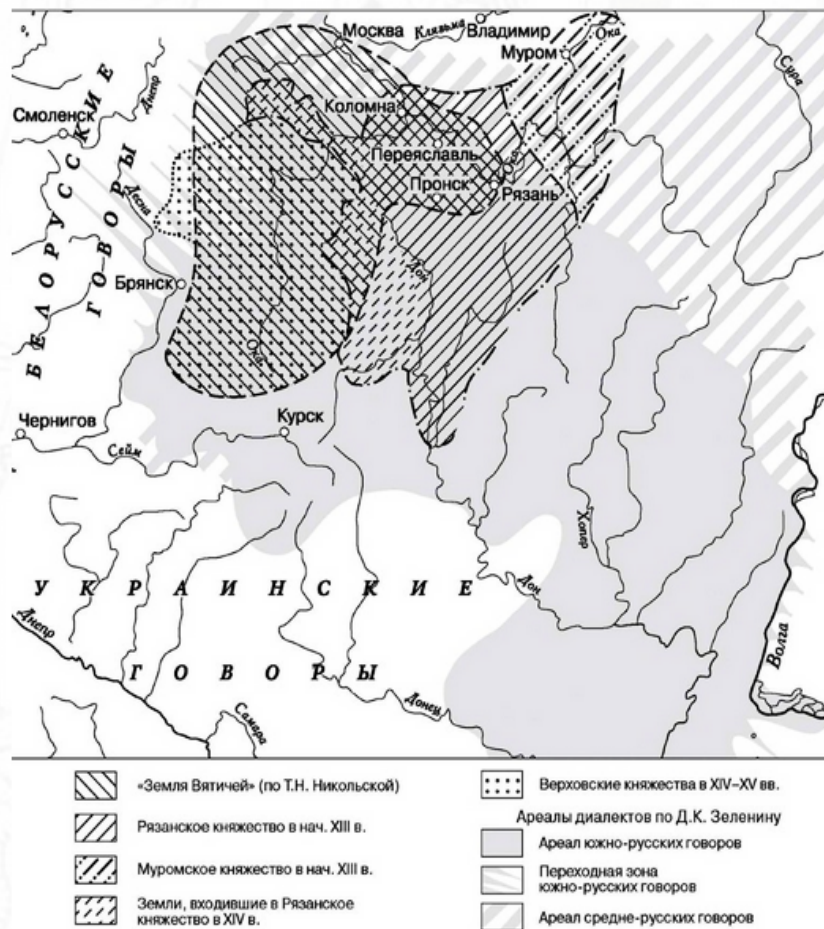 Москва
Клязьма
Владимир
Муром
Ока
Сура
Днепр
Смоленск
Коломна
Переяславль
Пронск
Ока
Рязань
Десна
БЕЛОРУССКИЕ
ГОВОРЫ
Брянск
Дон
Ока
Чернигов
Курск
Сейм
Хопер
УКРАИНСКИЕ
Дон
Днепр
ГОВОРЫ
Волга
Донец
Самара
«Земля Вятичей» (по Т.Н. Никольской)
Рязанское княжество в нач. XIII в.
Муромское княжество в нач. XIII в.
Земли, входившие в Рязанское
княжество в XIV в.
Верховские княжества в XIV–XV вв.
Ареалы диалектов по Д.К. Зеленину
Ареал южно-русских говоров
Переходная зона
южно-русских говоров
Ареал средне-русских говоров